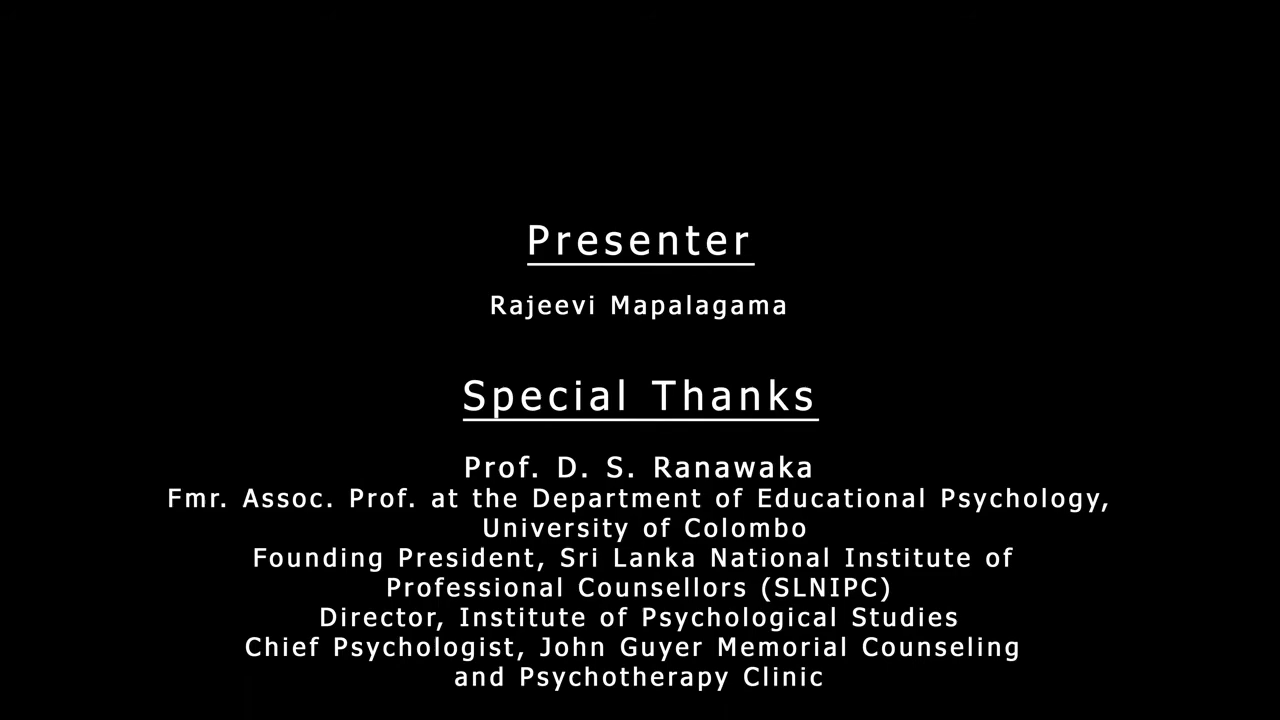 Presenter
Rajeevi Mapalagama
Special Thanks
Prof. D. S. Ranawaka
Fmr. Assoc. Prof. at the Department of Educational Psychology,
University of Colombo
Founding President, Sri Lanka National Institute of
Professional Counsellors (SLNIPC)
Director, Institute of Psychological Studies
Chief Psychologist, John Guyer Memorial Counseling
and Psychotherapy Clinic